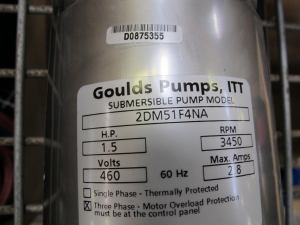 D0875355
Goulds Pumps, ITT
SUBMERSIBLE PUMP MODEL
2DM51F4NA
H.P. RPM
1.5 3450
Volts Max. Amps
460 60 Hz 2.8
Single Phase - Thermally Protected
Three Phase - Motor Overload Protection
must be at the control panel